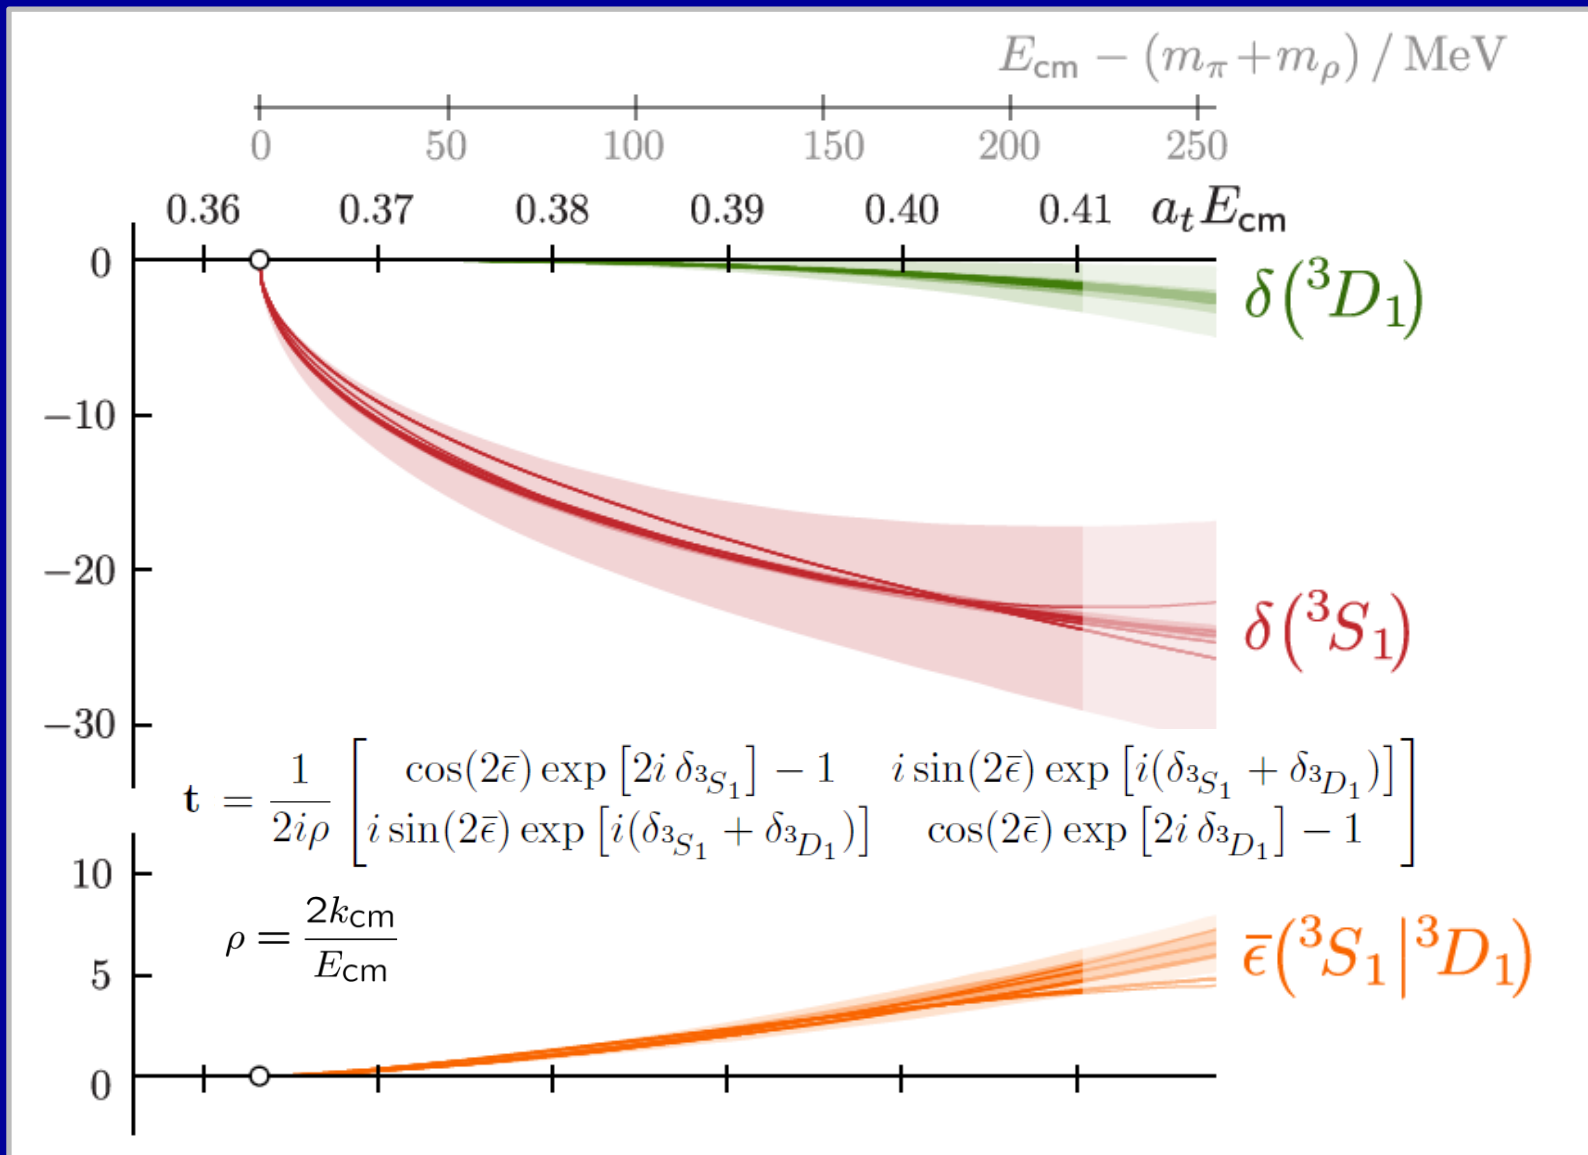 E_cm − (m_π + m_ρ) / MeV
0 50 100 150 200 250
0.36 0.37 0.38 0.39 0.40 0.41 a_t E_cm
0
δ(³D₁)
−10
−20
δ(³S₁)
−30
t = 1/(2iρ) [ cos(2ε̄) exp [2i δ_{³S₁}] − 1   i sin(2ε̄) exp [i(δ_{³S₁} + δ_{³D₁})]
i sin(2ε̄) exp [i(δ_{³S₁} + δ_{³D₁})]   cos(2ε̄) exp [2i δ_{³D₁}] − 1 ]
10
ρ = 2k_cm / E_cm
ε̄(³S₁|³D₁)
5
0